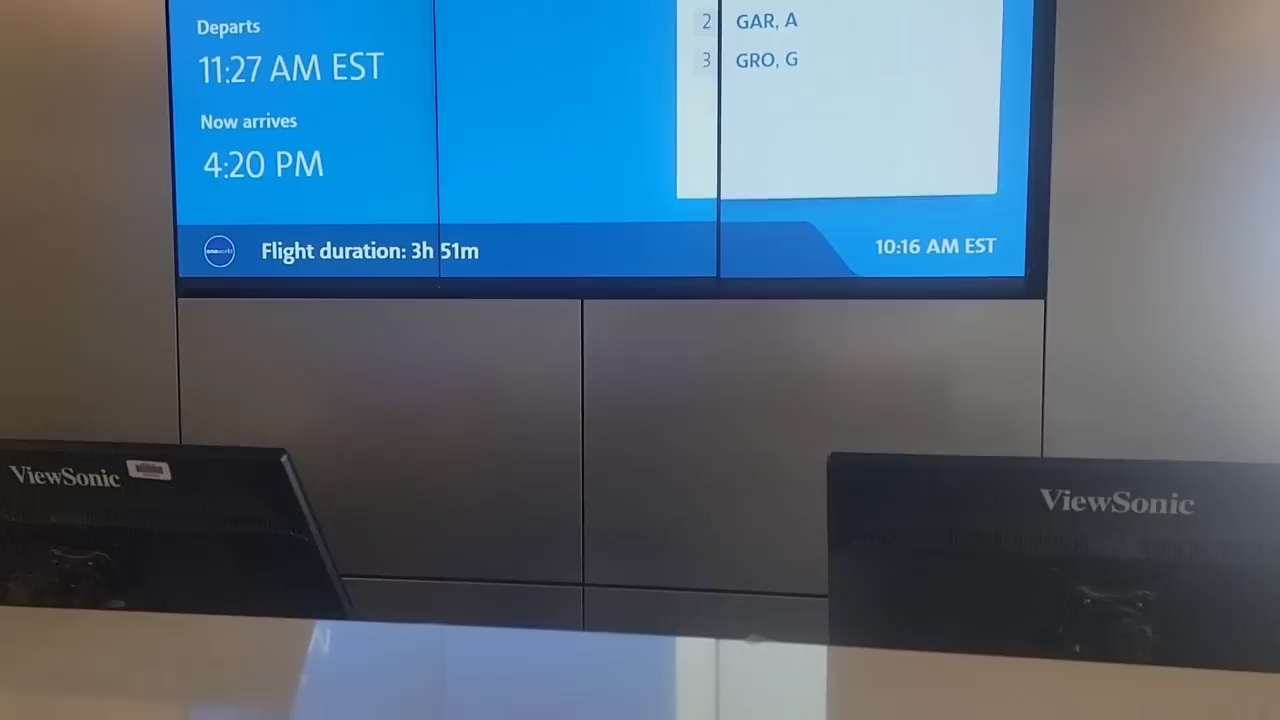 Departs
11:27 AM EST
Now arrives
4:20 PM
2 GAR, A
3 GRO, G
oneworld
Flight duration: 3h 51m
10:16 AM EST
ViewSonic
ViewSonic